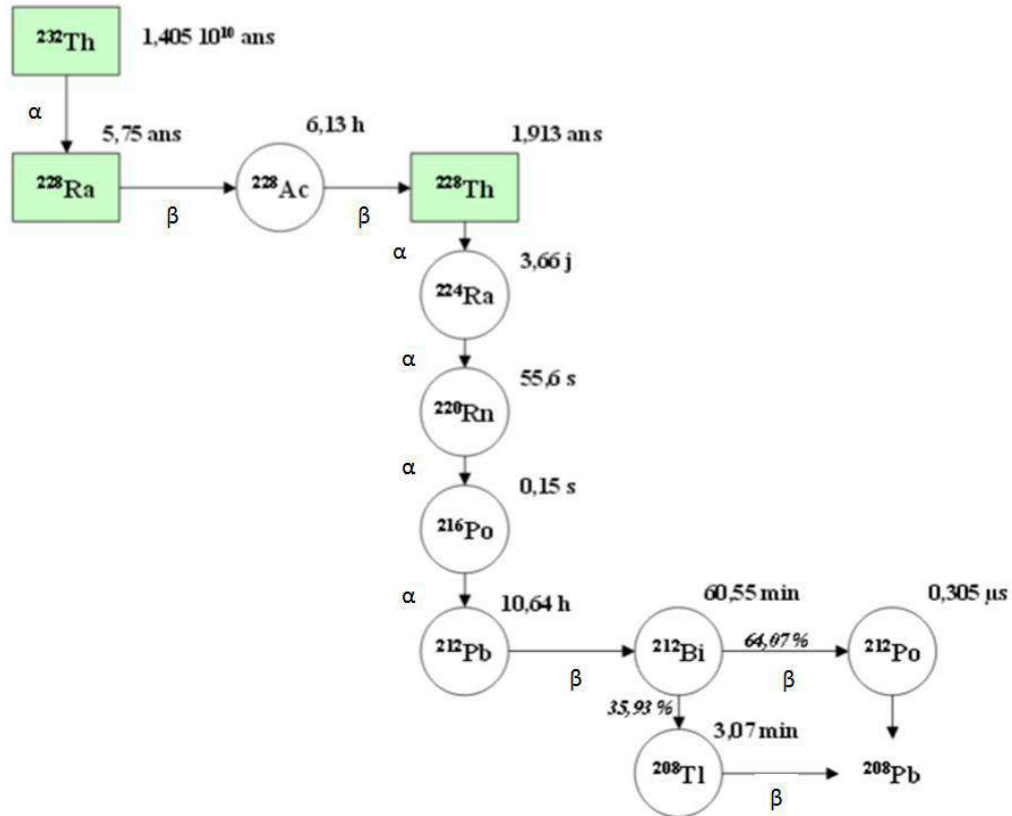 ²³²Th 1,405 10¹⁰ ans
α
5,75 ans 6,13 h 1,913 ans
²²⁸Ra ²²⁸Ac ²²⁸Th
β β
α 3,66 j
²²⁴Ra
α 55,6 s
²²⁰Rn
α 0,15 s
²¹⁶Po
α 10,64 h 60,55 min 0,305 µs
²¹²Pb ²¹²Bi 64,07 % ²¹²Po
β β
35,93 % 3,07 min
²⁰⁸Tl ²⁰⁸Pb
β